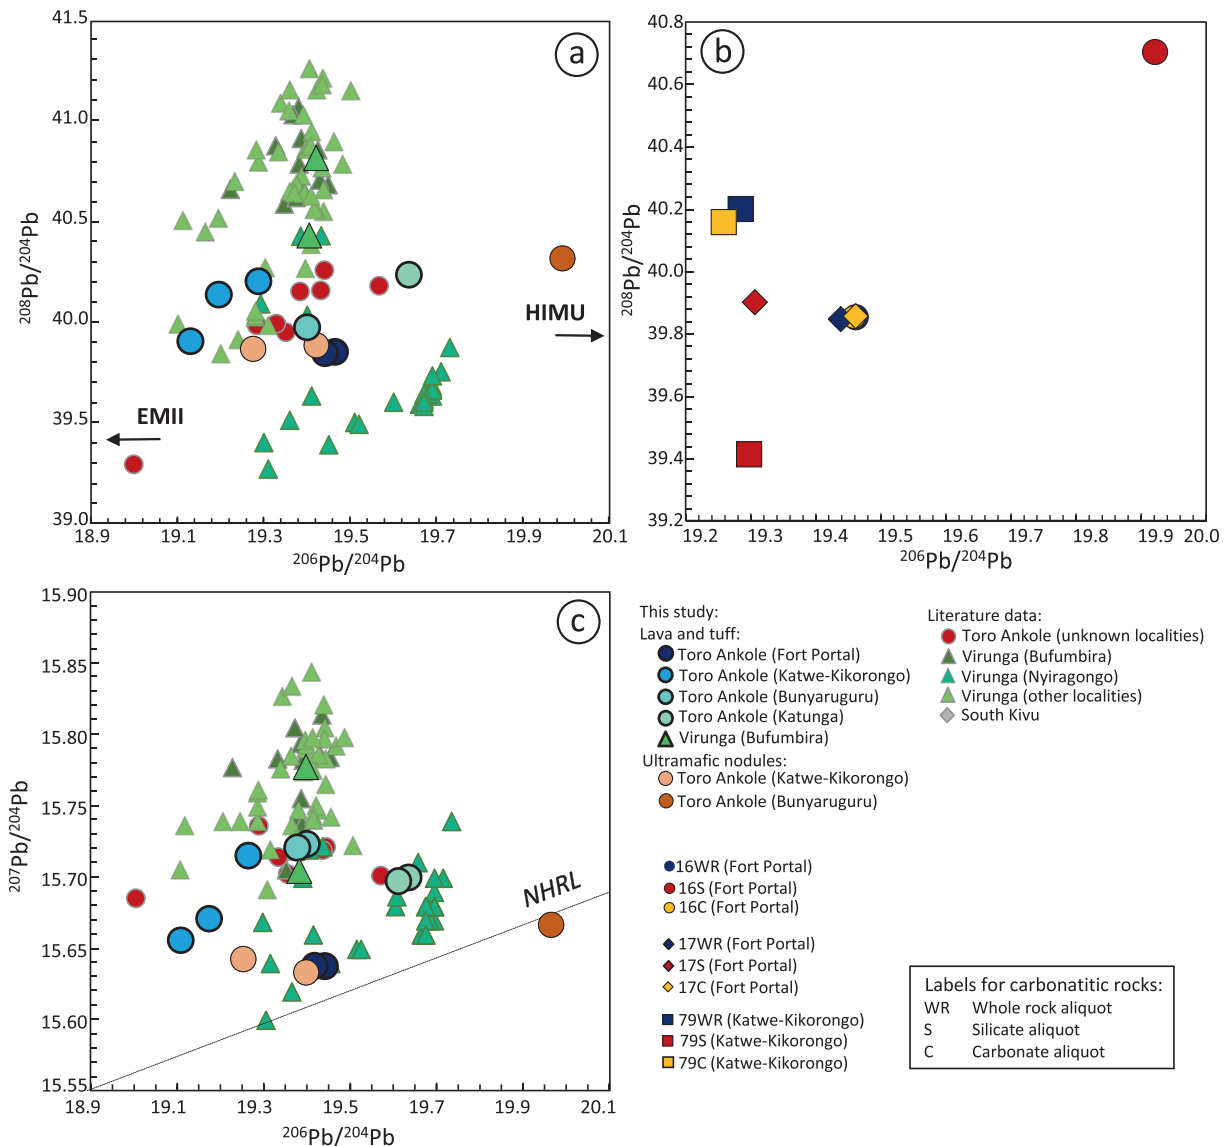 a
41.5
41.0
40.5
40.0
39.5
39.0
208Pb/204Pb
EMII
HIMU
18.9 19.1 19.3 19.5 19.7 19.9 20.1
206Pb/204Pb
b
40.8
40.6
40.4
40.2
40.0
39.8
39.6
39.4
39.2
208Pb/204Pb
19.2 19.3 19.4 19.5 19.6 19.7 19.8 19.9 20.0
206Pb/204Pb
c
15.90
15.85
15.80
15.75
15.70
15.65
15.60
15.55
207Pb/204Pb
NHRL
18.9 19.1 19.3 19.5 19.7 19.9 20.1
206Pb/204Pb
This study:
Lava and tuff:
Toro Ankole (Fort Portal)
Toro Ankole (Katwe-Kikorongo)
Toro Ankole (Bunyaruguru)
Toro Ankole (Katunga)
Virunga (Bufumbira)
Ultramafic nodules:
Toro Ankole (Katwe-Kikorongo)
Toro Ankole (Bunyaruguru)
Literature data:
Toro Ankole (unknown localities)
Virunga (Bufumbira)
Virunga (Nyiragongo)
Virunga (other localities)
South Kivu
16WR (Fort Portal)
16S (Fort Portal)
16C (Fort Portal)
17WR (Fort Portal)
17S (Fort Portal)
17C (Fort Portal)
79WR (Katwe-Kikorongo)
79S (Katwe-Kikorongo)
79C (Katwe-Kikorongo)
Labels for carbonatitic rocks:
WR Whole rock aliquot
S Silicate aliquot
C Carbonate aliquot